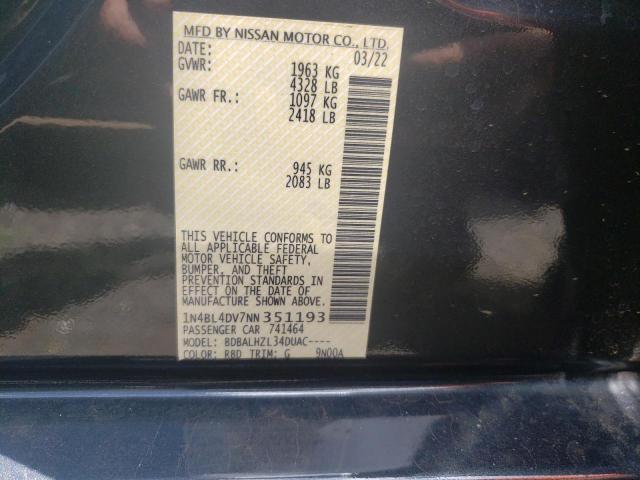 MFD BY NISSAN MOTOR CO., LTD.
DATE: 03/22
GVWR: 1963 KG
4328 LB
GAWR FR.: 1097 KG
2418 LB
GAWR RR.: 945 KG
2083 LB
THIS VEHICLE CONFORMS TO
ALL APPLICABLE FEDERAL
MOTOR VEHICLE SAFETY,
BUMPER, AND THEFT
PREVENTION STANDARDS IN
EFFECT ON THE DATE OF
MANUFACTURE SHOWN ABOVE.
1N4BL4DV7NN351193
PASSENGER CAR 741464
MODEL: BDBALHZL34DUAC----
COLOR: RBD TRIM: G 9N00A